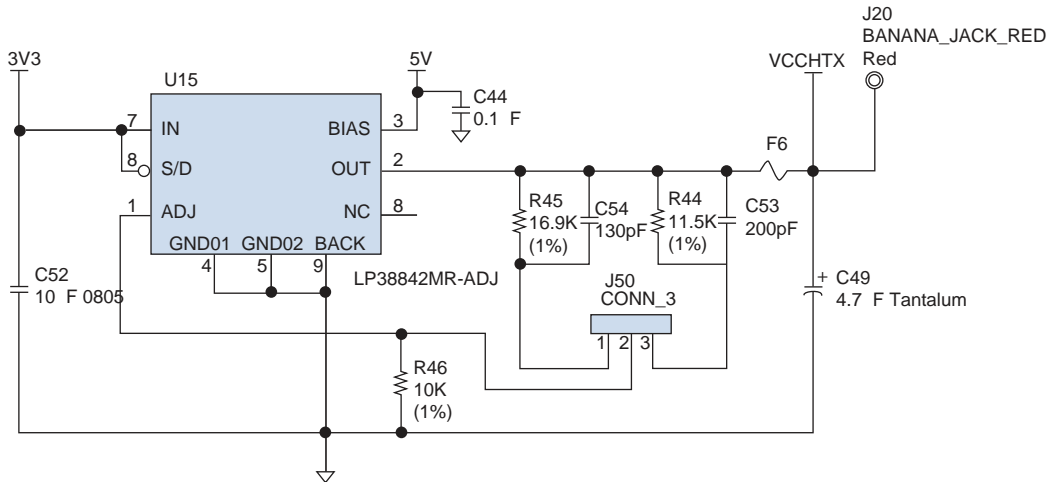 J20
BANANA_JACK_RED
Red
3V3
U15
5V
VCCHTX
C44
0.1 F
7
IN
BIAS
3
8
S/D
OUT
2
F6
1
ADJ
NC
8
GND01
GND02
BACK
4
5
9
LP38842MR-ADJ
R45
16.9K
(1%)
C54
130pF
R44
11.5K
(1%)
C53
200pF
C52
10 F 0805
J50
CONN_3
1
2
3
+
C49
4.7 F Tantalum
R46
10K
(1%)